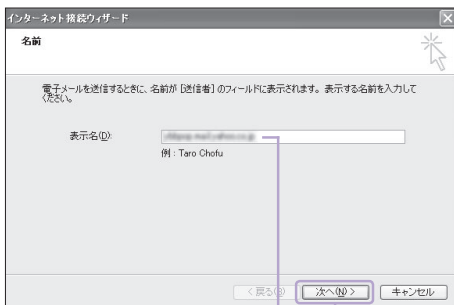 インターネット接続ウィザード
名前
電子メールを送信するときに、名前が [送信者] のフィールドに表示されます。表示する名前を入力して
ください。
表示名(D):
例 : Taro Chofu
< 戻る(B)
次へ(N) >
キャンセル